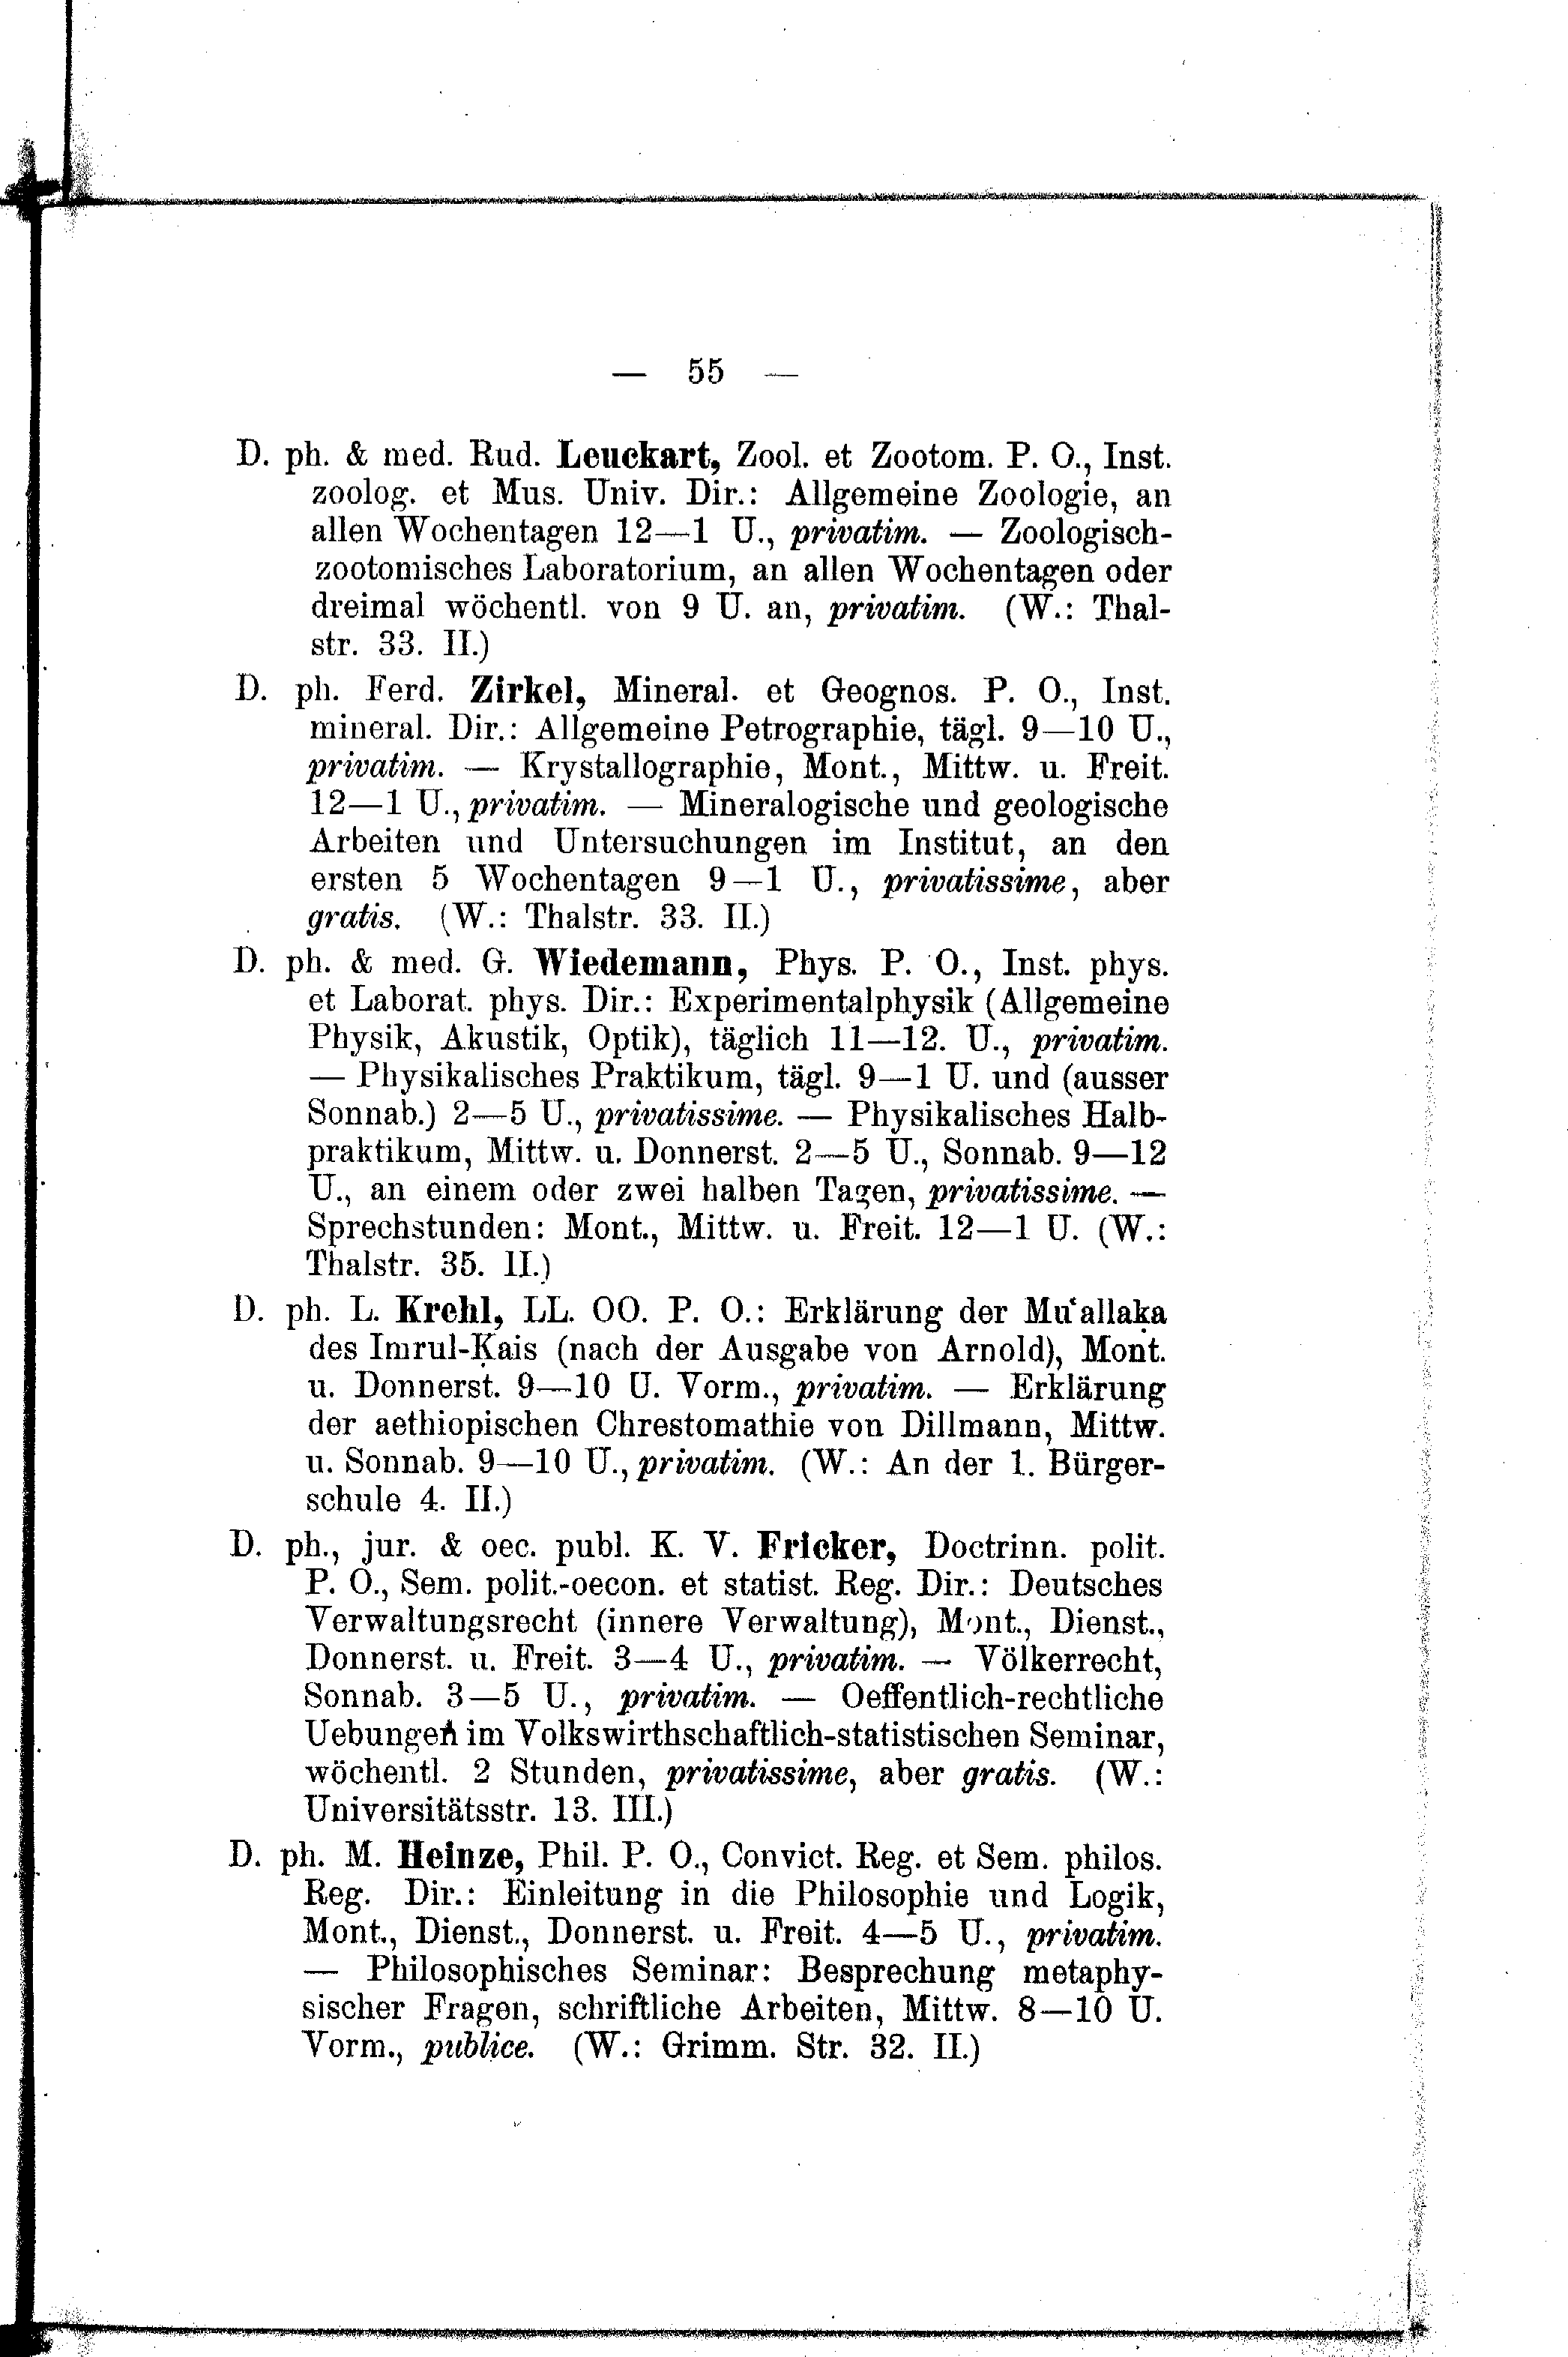 — 55 —
D. ph. & med. Rud. Leuckart, Zool. et Zootom. P. O., Inst.
zoolog. et Mus. Univ. Dir.: Allgemeine Zoologie, an
allen Wochentagen 12—1 U., privatim. — Zoologisch-
zootomisches Laboratorium, an allen Wochentagen oder
dreimal wöchentl. von 9 U. an, privatim. (W.: Thal-
str. 33. II.)
D. ph. Ferd. Zirkel, Mineral. et Geognos. P. O., Inst.
mineral. Dir.: Allgemeine Petrographie, tägl. 9—10 U.,
privatim. — Krystallographie, Mont., Mittw. u. Freit.
12—1 U., privatim. — Mineralogische und geologische
Arbeiten und Untersuchungen im Institut, an den
ersten 5 Wochentagen 9—1 U., privatissime, aber
gratis. (W.: Thalstr. 33. II.)
D. ph. & med. G. Wiedemann, Phys. P. O., Inst. phys.
et Laborat. phys. Dir.: Experimentalphysik (Allgemeine
Physik, Akustik, Optik), täglich 11—12. U., privatim.
— Physikalisches Praktikum, tägl. 9—1 U. und (ausser
Sonnab.) 2—5 U., privatissime. — Physikalisches Halb-
praktikum, Mittw. u. Donnerst. 2—5 U., Sonnab. 9—12
U., an einem oder zwei halben Tagen, privatissime. —
Sprechstunden: Mont., Mittw. u. Freit. 12—1 U. (W.:
Thalstr. 35. II.)
D. ph. L. Krehl, LL. OO. P. O.: Erklärung der Mu‘allaḳa
des Imrul-Ḳais (nach der Ausgabe von Arnold), Mont.
u. Donnerst. 9—10 U. Vorm., privatim. — Erklärung
der aethiopischen Chrestomathie von Dillmann, Mittw.
u. Sonnab. 9—10 U., privatim. (W.: An der 1. Bürger-
schule 4. II.)
D. ph., jur. & oec. publ. K. V. Fricker, Doctrinn. polit.
P. O., Sem. polit.-oecon. et statist. Reg. Dir.: Deutsches
Verwaltungsrecht (innere Verwaltung), Mont., Dienst.,
Donnerst. u. Freit. 3—4 U., privatim. — Völkerrecht,
Sonnab. 3—5 U., privatim. — Oeffentlich-rechtliche
Uebungen im Volkswirthschaftlich-statistischen Seminar,
wöchentl. 2 Stunden, privatissime, aber gratis. (W.:
Universitätsstr. 13. III.)
D. ph. M. Heinze, Phil. P. O., Convict. Reg. et Sem. philos.
Reg. Dir.: Einleitung in die Philosophie und Logik,
Mont., Dienst., Donnerst. u. Freit. 4—5 U., privatim.
— Philosophisches Seminar: Besprechung metaphy-
sischer Fragen, schriftliche Arbeiten, Mittw. 8—10 U.
Vorm., publice. (W.: Grimm. Str. 32. II.)